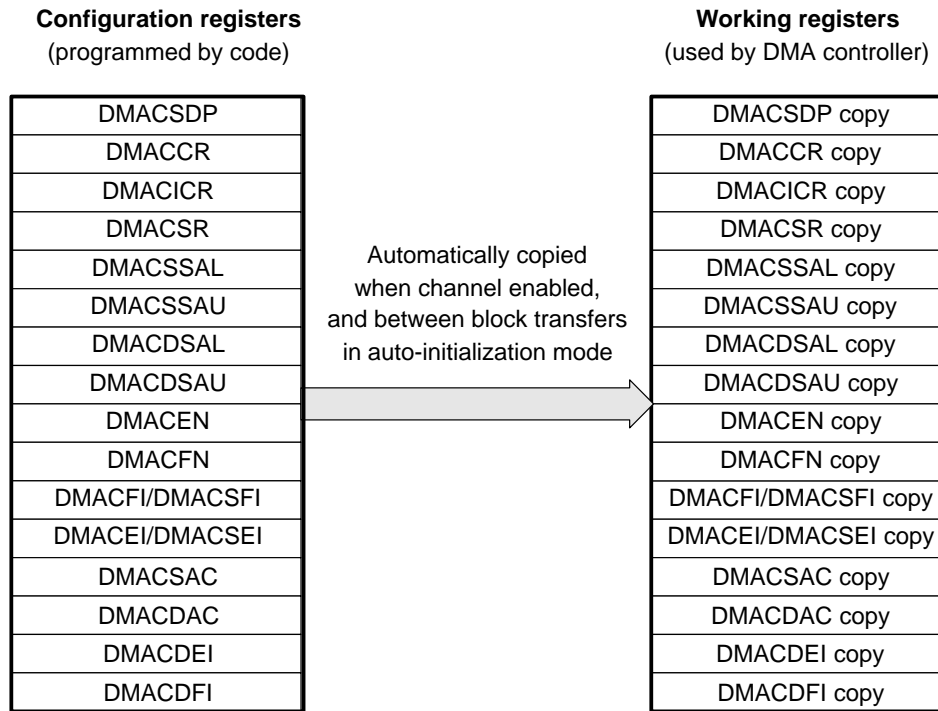 Configuration registers
(programmed by code)
DMACSDP
DMACCR
DMACICR
DMACSR
DMACSSAL
DMACSSAU
DMACDSAL
DMACDSAU
DMACEN
DMACFN
DMACFI/DMACSFI
DMACEI/DMACSEI
DMACSAC
DMACDAC
DMACDEI
DMACDFI
Automatically copied
when channel enabled,
and between block transfers
in auto-initialization mode
Working registers
(used by DMA controller)
DMACSDP copy
DMACCR copy
DMACICR copy
DMACSR copy
DMACSSAL copy
DMACSSAU copy
DMACDSAL copy
DMACDSAU copy
DMACEN copy
DMACFN copy
DMACFI/DMACSFI copy
DMACEI/DMACSEI copy
DMACSAC copy
DMACDAC copy
DMACDEI copy
DMACDFI copy